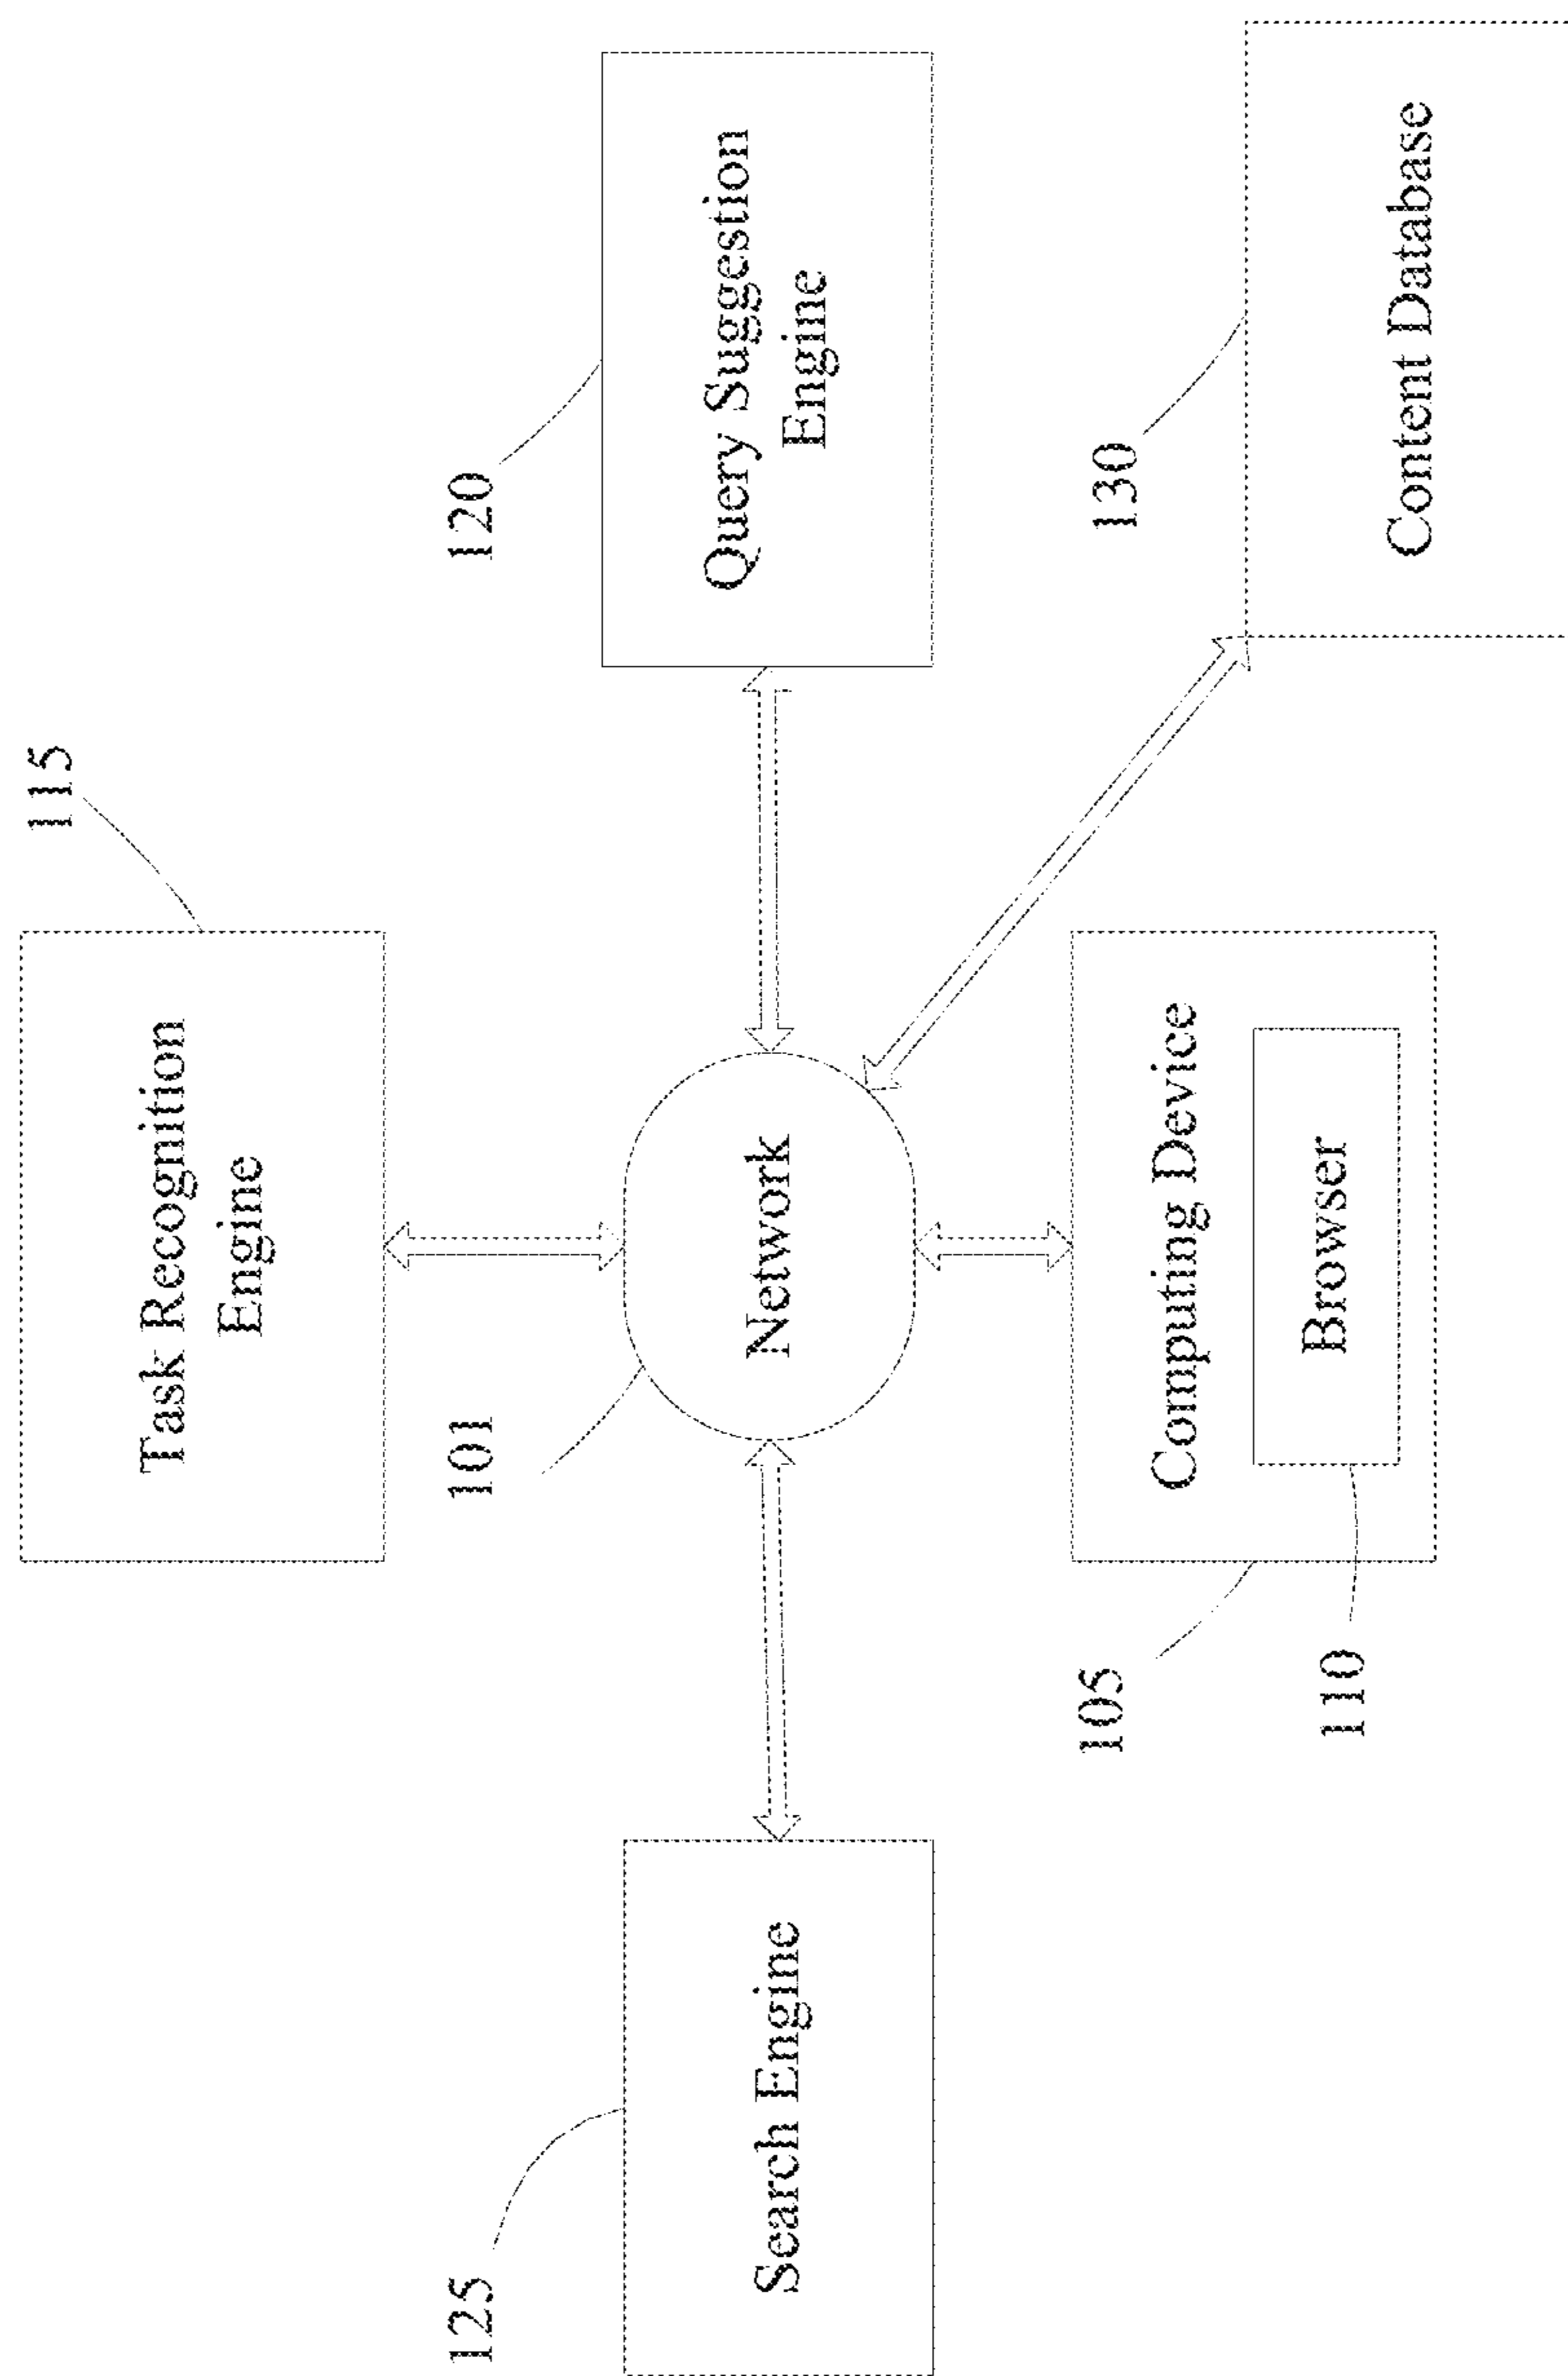 115
Task Recognition
Engine
120
Query Suggestion
Engine
101
Network
125
Search Engine
130
Content Database
105
Computing Device
110
Browser